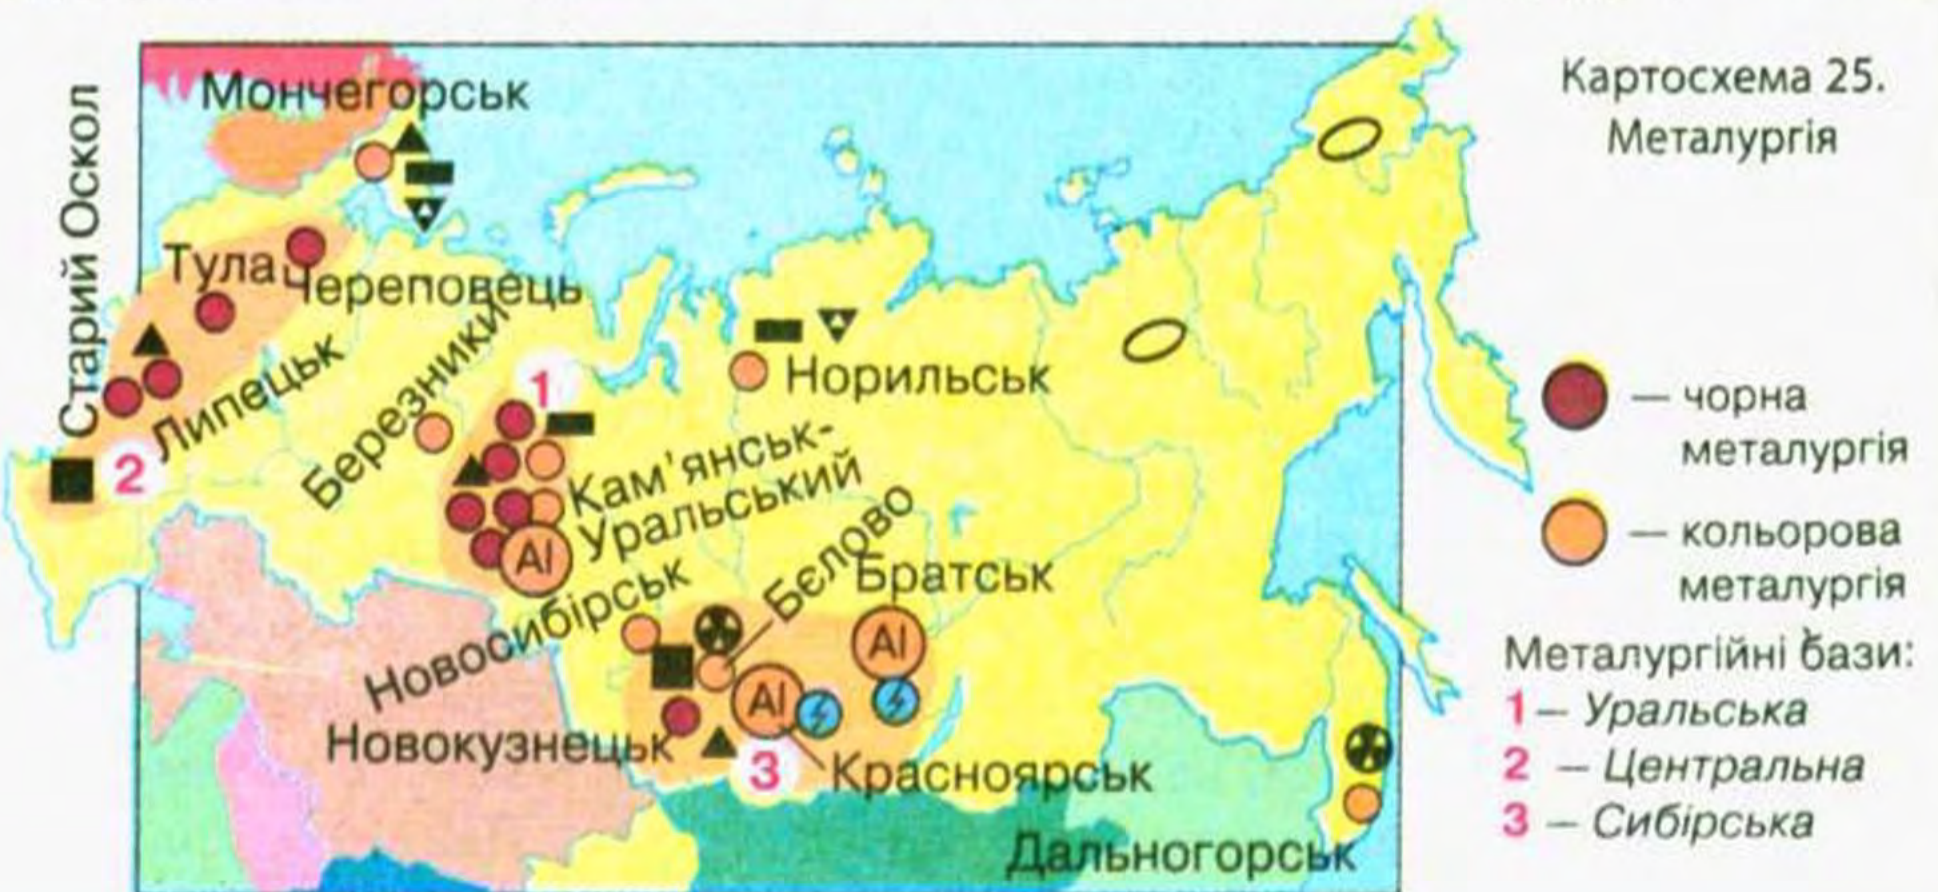 Картосхема 25.
Металургія
Мончегорськ
Старий Оскол
Тула
Череповець
Липецьк
Березники
1
Норильськ
2
Кам'янськ-
Уральський
Al
Новосибірськ
Бєлово
Братськ
Al
Al
Новокузнецьк
3
Красноярськ
Дальногорськ
— чорна
металургія
— кольорова
металургія
Металургійні бази:
1 — Уральська
2 — Центральна
3 — Сибірська